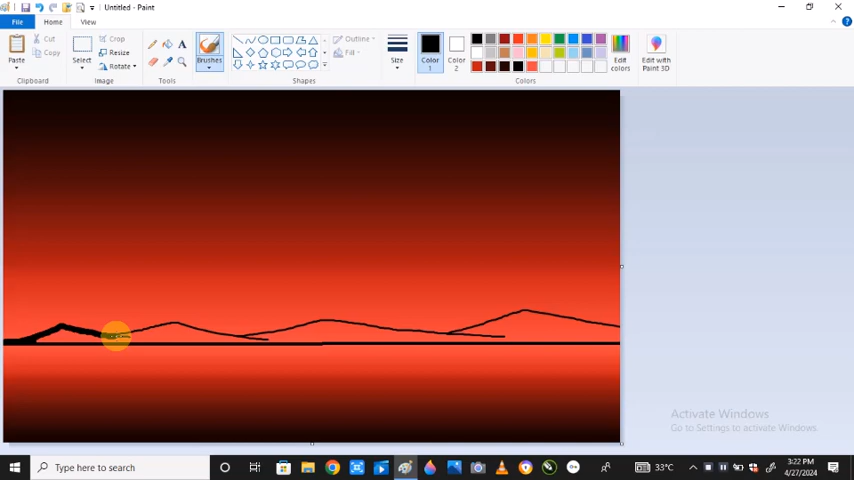 Untitled - Paint
File Home View
Paste
Cut
Copy
Clipboard
Select
Crop
Resize
Rotate
Image
Tools
Brushes
Outline
Fill
Shapes
Size
Color
1
Color
2
Edit
colors
Colors
Edit with
Paint 3D
Activate Windows
Go to Settings to activate Windows.
Type here to search
33°C
3:22 PM
4/27/2024